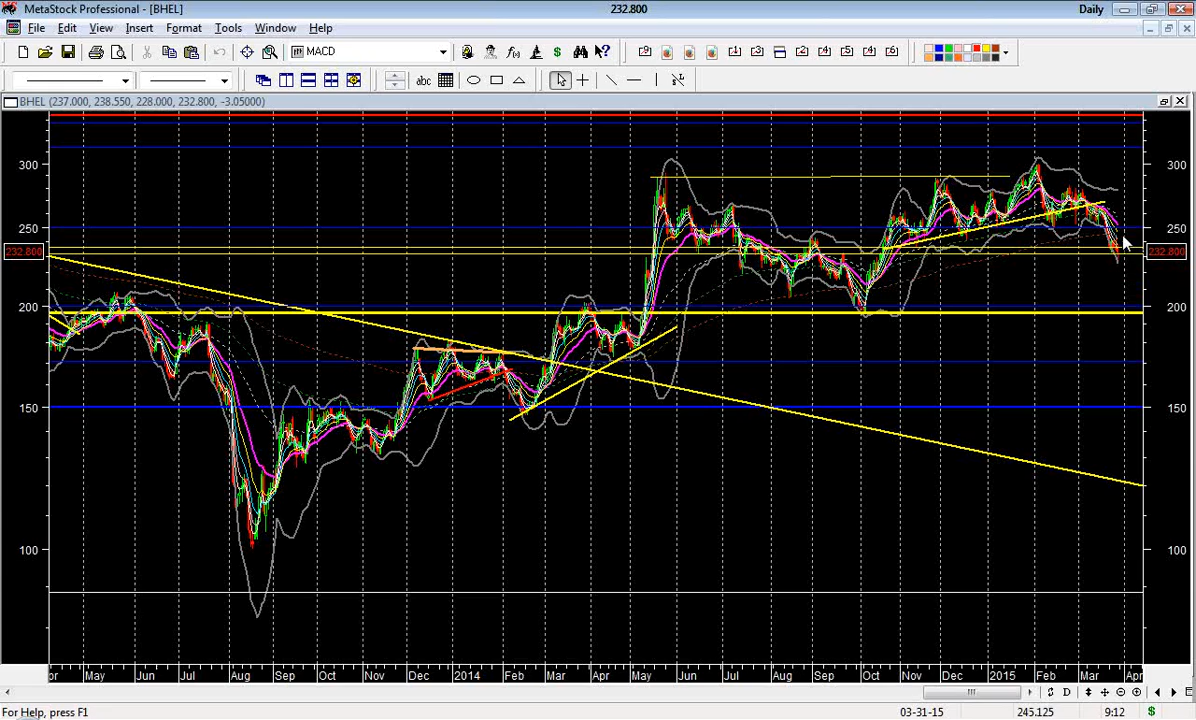 MetaStock Professional - [BHEL] 232.800 Daily
File Edit View Insert Format Tools Window Help
MACD
abc
BHEL (237.000, 238.550, 228.000, 232.800, -3.05000)
300 300
250 250
232.800 232.800
200 200
150 150
100 100
pr May Jun Jul Aug Sep Oct Nov Dec 2014 Feb Mar Apr May Jun Jul Aug Sep Oct Nov Dec 2015 Feb Mar Apr
D
For Help, press F1 03-31-15 245.125 9:12 $